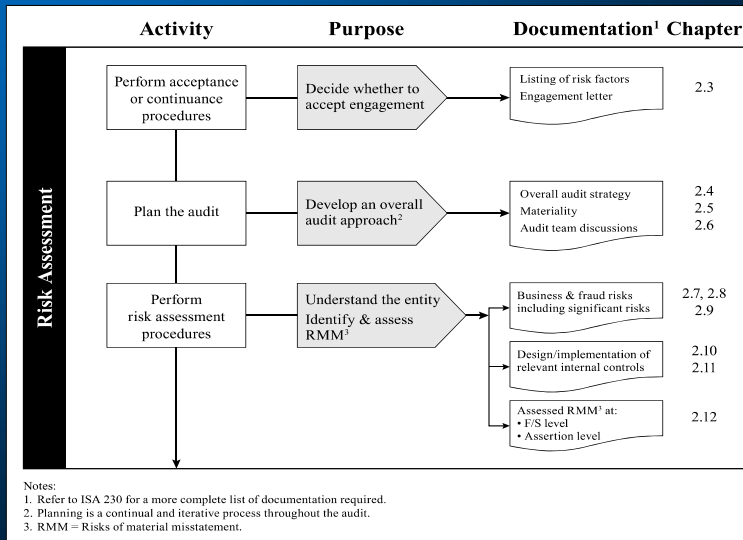 Activity
Purpose
Documentation¹ Chapter
Risk Assessment
Perform acceptance
or continuance
procedures
Decide whether to
accept engagement
Listing of risk factors
Engagement letter
2.3
Plan the audit
Develop an overall
audit approach²
Overall audit strategy
Materiality
Audit team discussions
2.4
2.5
2.6
Perform
risk assessment
procedures
Understand the entity
Identify & assess
RMM³
Business & fraud risks
including significant risks
2.7, 2.8
2.9
Design/implementation of
relevant internal controls
2.10
2.11
Assessed RMM³ at:
• F/S level
• Assertion level
2.12
Notes:
1. Refer to ISA 230 for a more complete list of documentation required.
2. Planning is a continual and iterative process throughout the audit.
3. RMM = Risks of material misstatement.